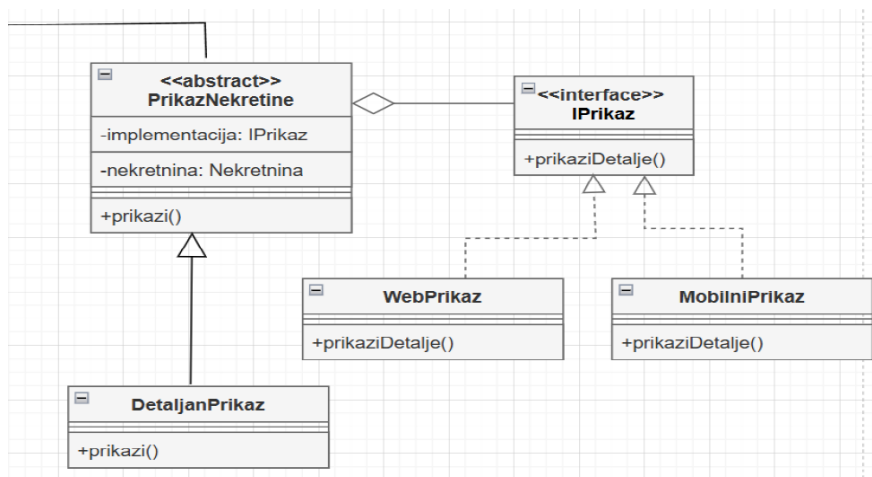 <<abstract>>
PrikazNekretine
-implementacija: IPrikaz
-nekretnina: Nekretnina
+prikazi()
<<interface>>
IPrikaz
+prikaziDetalje()
WebPrikaz
+prikaziDetalje()
MobilniPrikaz
+prikaziDetalje()
DetaljanPrikaz
+prikazi()